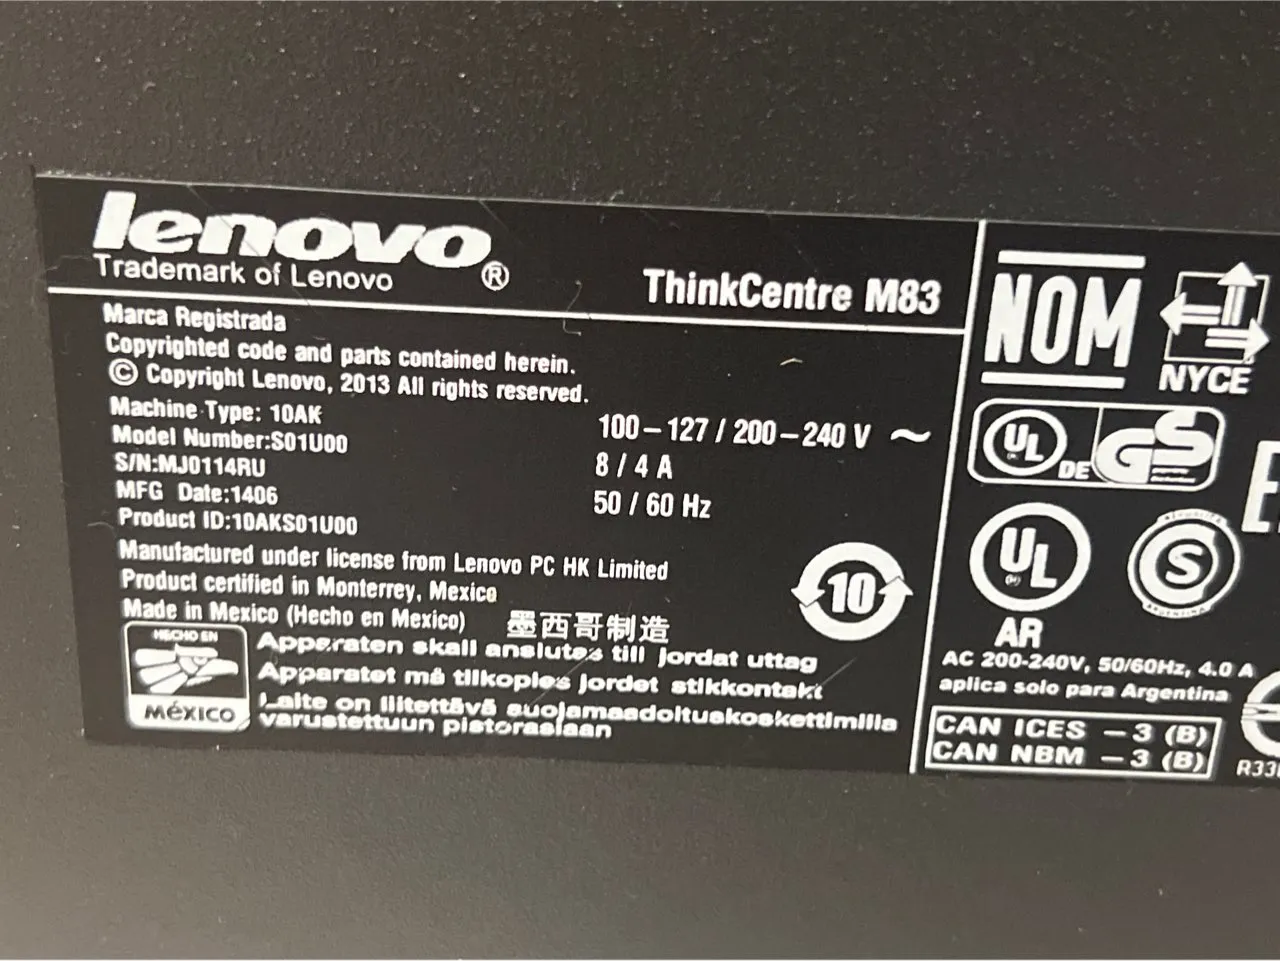 lenovo ®
Trademark of Lenovo
ThinkCentre M83
Marca Registrada
Copyrighted code and parts contained herein.
© Copyright Lenovo, 2013 All rights reserved.
Machine Type: 10AK
Model Number:S01U00
S/N:MJ0114RU
MFG Date:1406
Product ID:10AKS01U00
100-127 / 200-240 V ~
8 / 4 A
50 / 60 Hz
Manufactured under license from Lenovo PC HK Limited
Product certified in Monterrey, Mexico
Made in Mexico (Hecho en Mexico) 墨西哥制造
10
HECHO EN
MÉXICO
Apparaten skall anslutas till jordat uttag
Apparatet må tilkoples jordet stikkontakt
Laite on liitettävä suojamaadoituskoskettimilla
varustettuun pistorasiaan
NOM
NYCE
UL
DE
GS
UL
AR
S
ARGENTINA
AC 200-240V, 50/60Hz, 4.0 A
aplica solo para Argentina
CAN ICES -3 (B)
CAN NBM -3 (B)